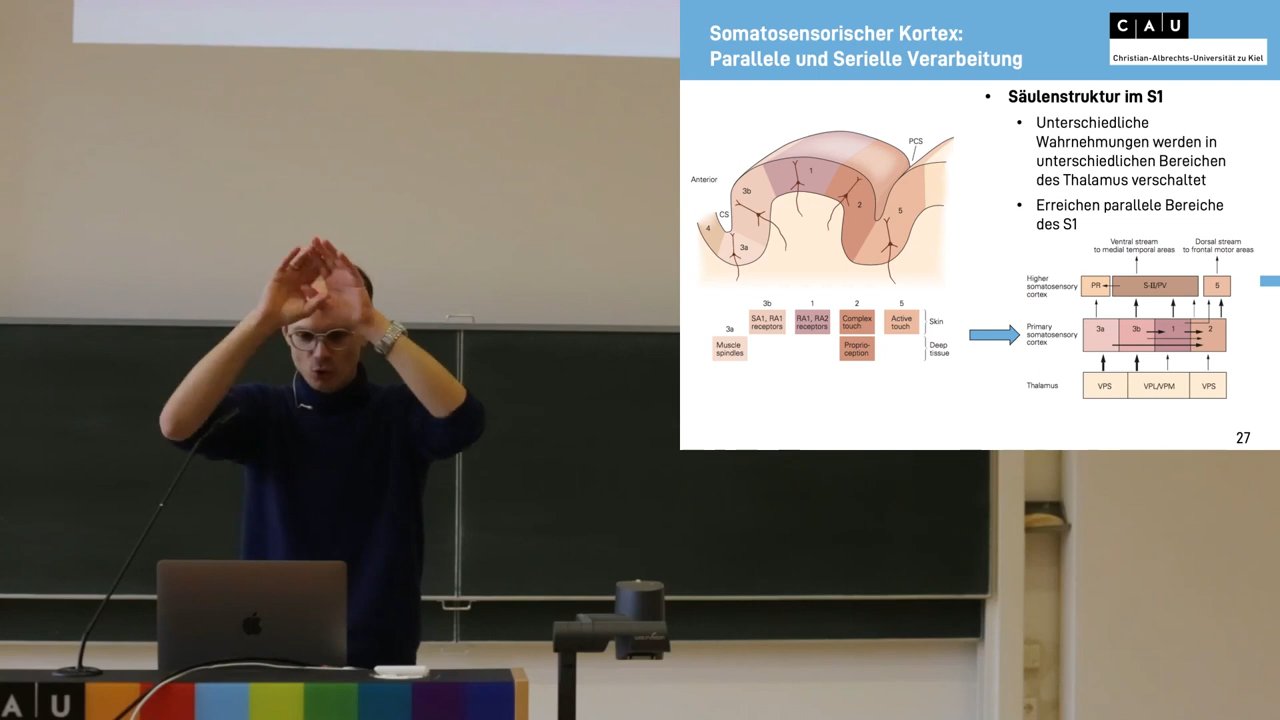 Somatosensorischer Kortex:
Parallele und Serielle Verarbeitung
C A U
Christian-Albrechts-Universität zu Kiel
• Säulenstruktur im S1
• Unterschiedliche
Wahrnehmungen werden in
unterschiedlichen Bereichen
des Thalamus verschaltet
• Erreichen parallele Bereiche
des S1
PCS
Anterior
1
3b
2
5
CS
4
3a
3b 1 2 5
SA1, RA1
receptors
RA1, RA2
receptors
Complex
touch
Active
touch
Skin
3a
Muscle
spindles
Proprio-
ception
Deep
tissue
Ventral stream
to medial temporal areas
Dorsal stream
to frontal motor areas
Higher
somatosensory
cortex
PR
S-II/PV
5
Primary
somatosensory
cortex
3a 3b 1 2
Thalamus
VPS VPL/VPM VPS
27
A U